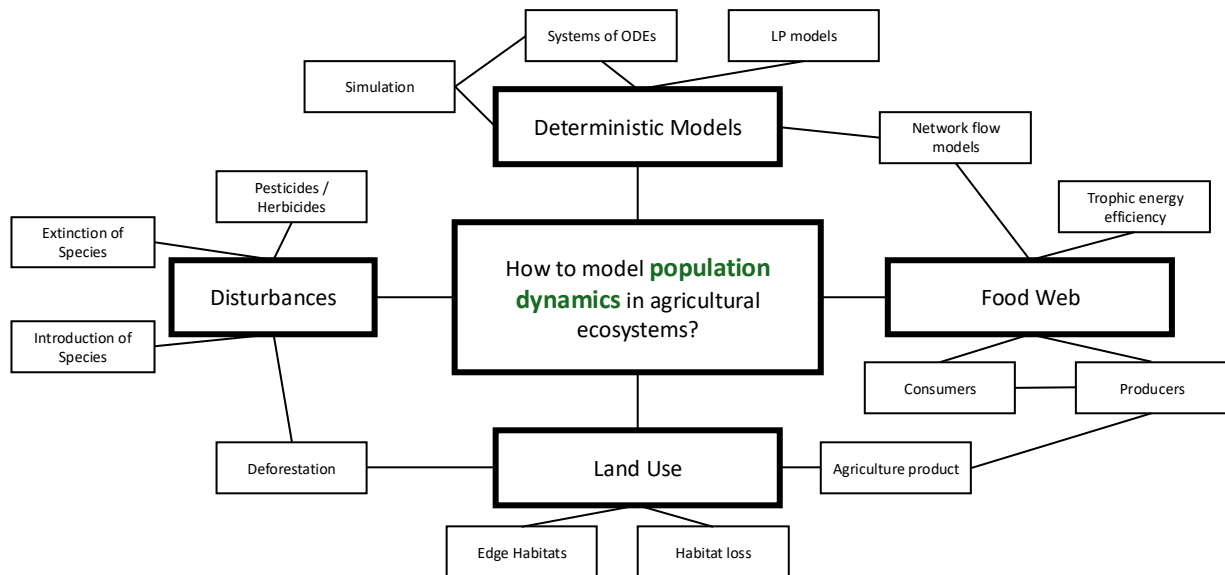 Systems of ODEs
LP models
Simulation
Deterministic Models
Network flow
models
Pesticides /
Herbicides
Trophic energy
efficiency
Extinction of
Species
How to model population
dynamics in agricultural
ecosystems?
Disturbances
Food Web
Introduction of
Species
Consumers
Producers
Deforestation
Land Use
Agriculture product
Edge Habitats
Habitat loss